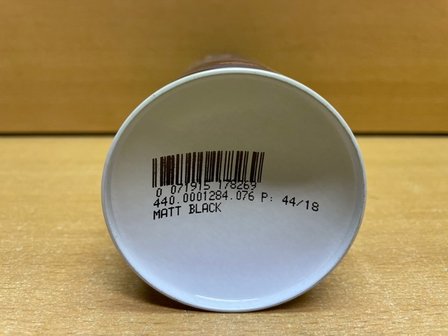 0 071915 178269
440.0001284.076 P: 44/18
MATT BLACK